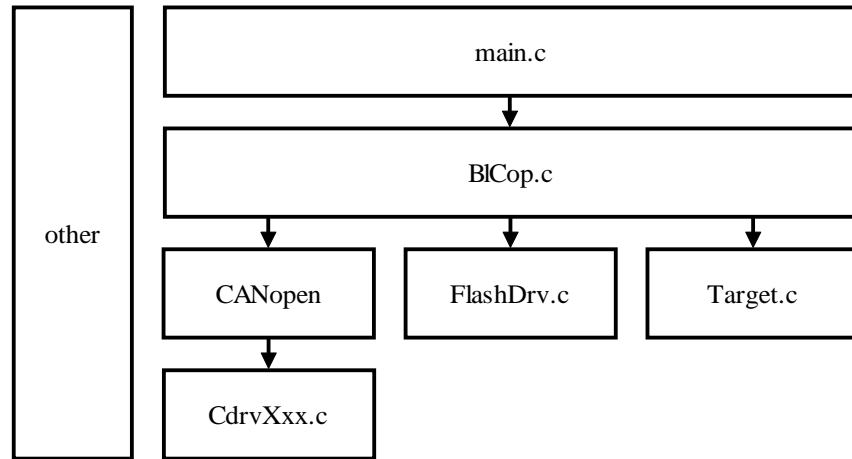 main.c
BlCop.c
other
CANopen
FlashDrv.c
Target.c
CdrvXxx.c